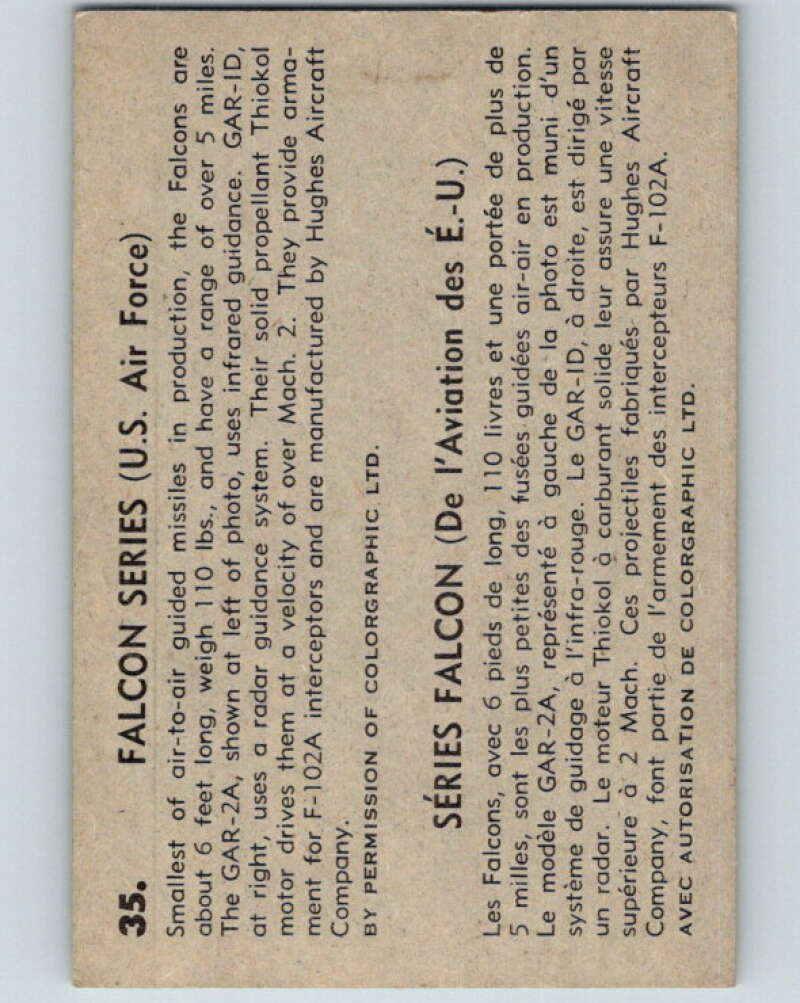 35. FALCON SERIES (U.S. Air Force)
Smallest of air-to-air guided missiles in production, the Falcons are
about 6 feet long, weigh 110 lbs., and have a range of over 5 miles.
The GAR-2A, shown at left of photo, uses infrared guidance. GAR-ID,
at right, uses a radar guidance system. Their solid propellant Thiokol
motor drives them at a velocity of over Mach. 2. They provide arma-
ment for F-102A interceptors and are manufactured by Hughes Aircraft
Company.
BY PERMISSION OF COLORGRAPHIC LTD.
SÉRIES FALCON (De l'Aviation des É.-U.)
Les Falcons, avec 6 pieds de long, 110 livres et une portée de plus de
5 milles, sont les plus petites des fusées guidées air-air en production.
Le modèle GAR-2A, représenté à gauche de la photo est muni d'un
système de guidage à l'infra-rouge. Le GAR-ID, à droite, est dirigé par
un radar. Le moteur Thiokol à carburant solide leur assure une vitesse
supérieure à 2 Mach. Ces projectiles fabriqués par Hughes Aircraft
Company, font partie de l'armement des intercepteurs F-102A.
AVEC AUTORISATION DE COLORGRAPHIC LTD.